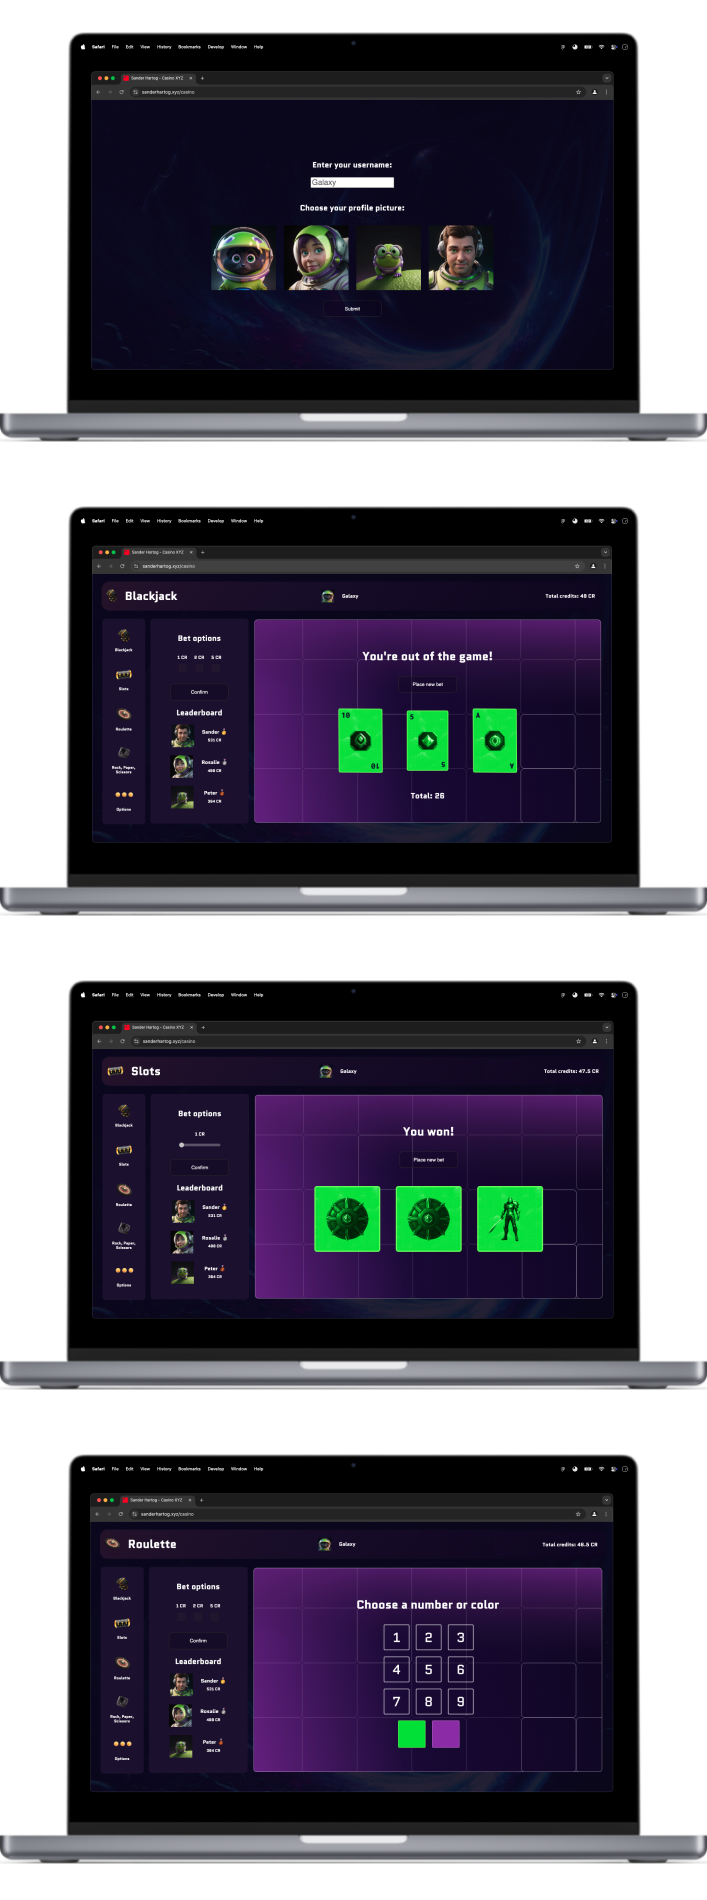 Safari File Edit View History Bookmarks Develop Window Help
Sander Hartog - Casino XYZ
sanderhartog.xyz/casino
Enter your username:
Galaxy
Choose your profile picture:
Submit
Safari File Edit View History Bookmarks Develop Window Help
Sander Hartog - Casino XYZ
sanderhartog.xyz/casino
Blackjack
Galaxy
Total credits: 48 CR
Blackjack
Slots
Roulette
Rock, Paper,
Scissors
Options
Bet options
1 CR 2 CR 5 CR
Confirm
Leaderboard
Sander
531 CR
Rosalie
488 CR
Peter
364 CR
You're out of the game!
Place new bet
10 5 A
10 5 A
Total: 26
Safari File Edit View History Bookmarks Develop Window Help
Sander Hartog - Casino XYZ
sanderhartog.xyz/casino
Slots
Galaxy
Total credits: 47.5 CR
Blackjack
Slots
Roulette
Rock, Paper,
Scissors
Options
Bet options
1 CR
Confirm
Leaderboard
Sander
531 CR
Rosalie
488 CR
Peter
364 CR
You won!
Place new bet
Safari File Edit View History Bookmarks Develop Window Help
Sander Hartog - Casino XYZ
sanderhartog.xyz/casino
Roulette
Galaxy
Total credits: 46.5 CR
Blackjack
Slots
Roulette
Rock, Paper,
Scissors
Options
Bet options
1 CR 2 CR 5 CR
Confirm
Leaderboard
Sander
531 CR
Rosalie
488 CR
Peter
364 CR
Choose a number or color
1 2 3
4 5 6
7 8 9